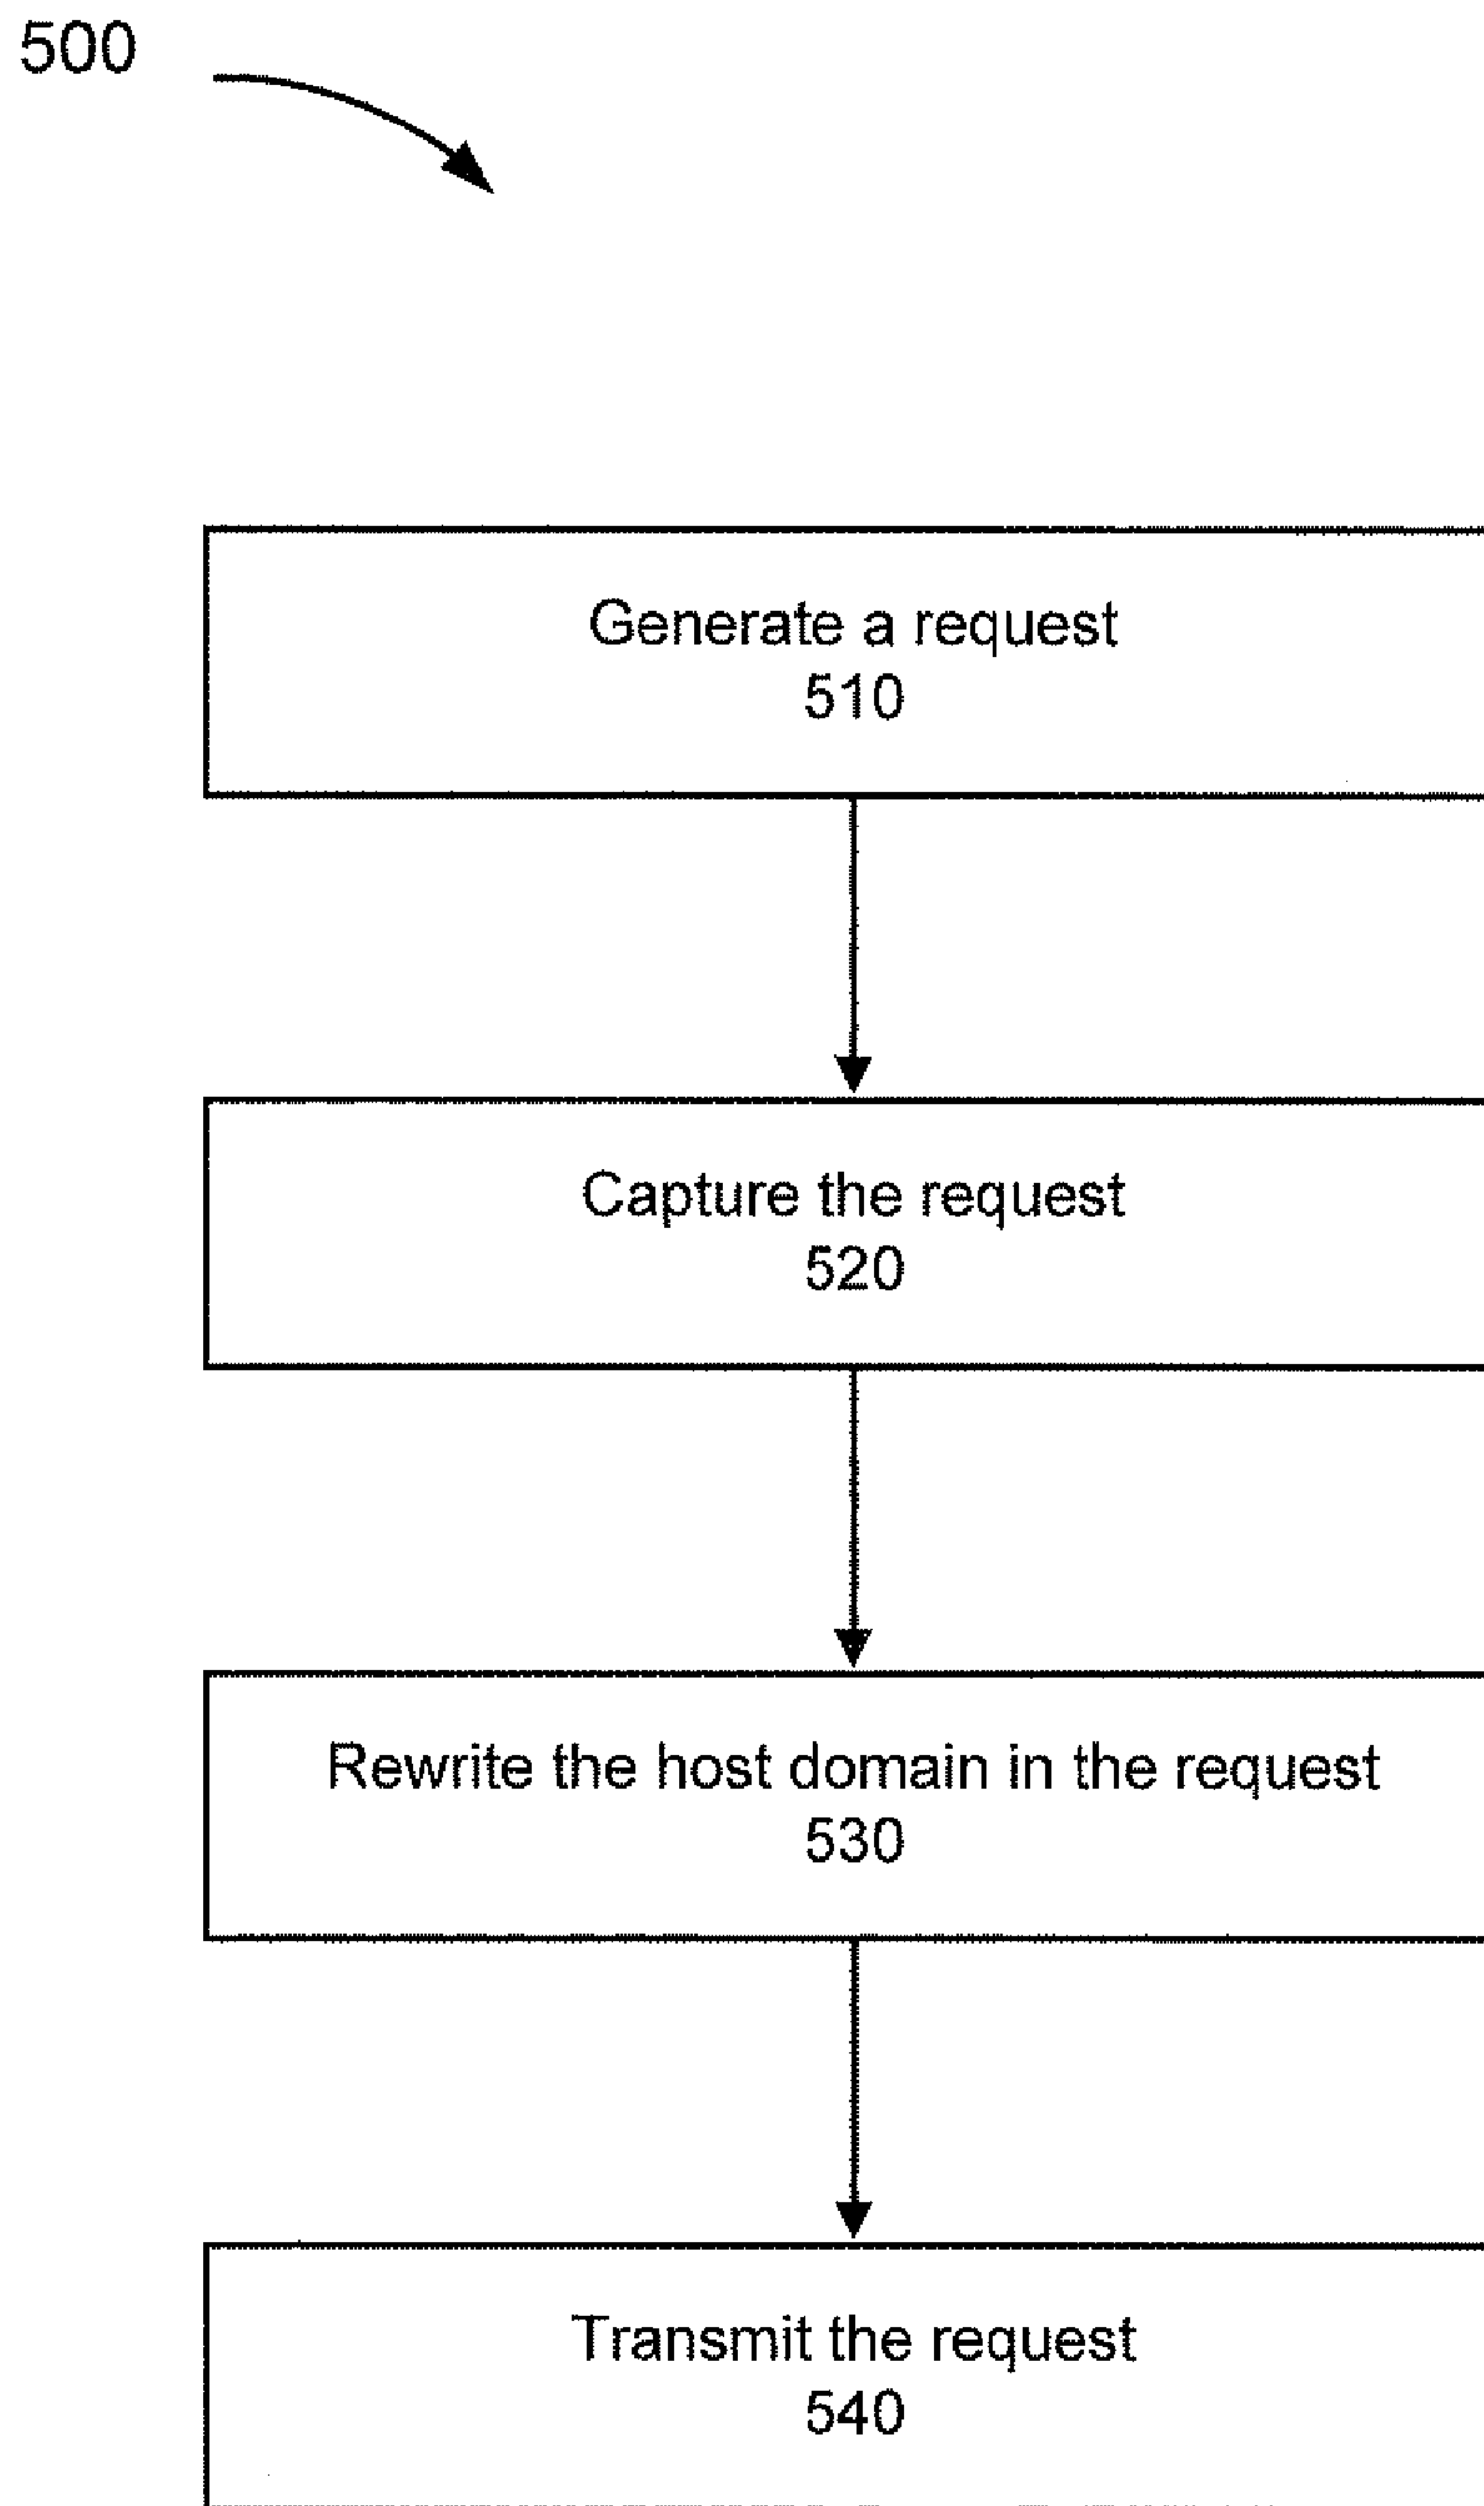 500
Generate a request
510
Capture the request
520
Rewrite the host domain in the request
530
Transmit the request
540